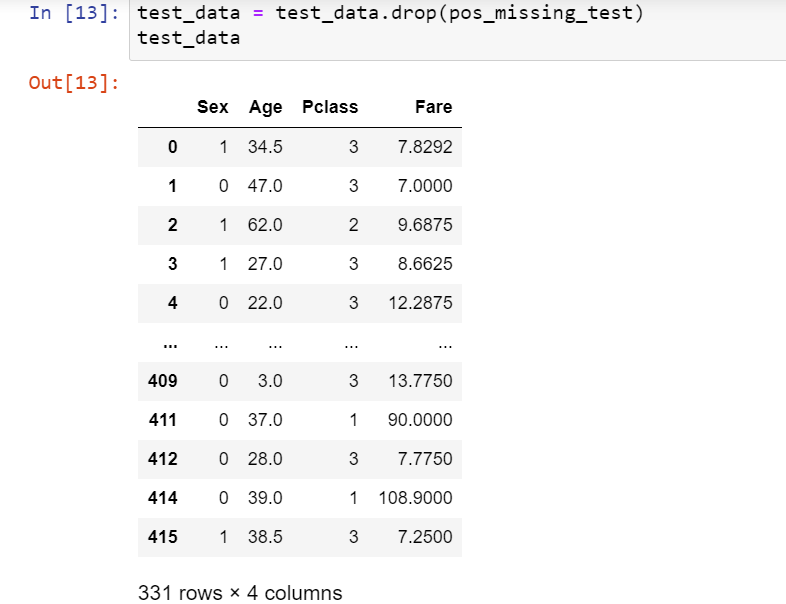 In [13]: test_data = test_data.drop(pos_missing_test)
test_data
Out[13]:
Sex Age Pclass Fare
0 1 34.5 3 7.8292
1 0 47.0 3 7.0000
2 1 62.0 2 9.6875
3 1 27.0 3 8.6625
4 0 22.0 3 12.2875
... ... ... ... ...
409 0 3.0 3 13.7750
411 0 37.0 1 90.0000
412 0 28.0 3 7.7750
414 0 39.0 1 108.9000
415 1 38.5 3 7.2500
331 rows × 4 columns